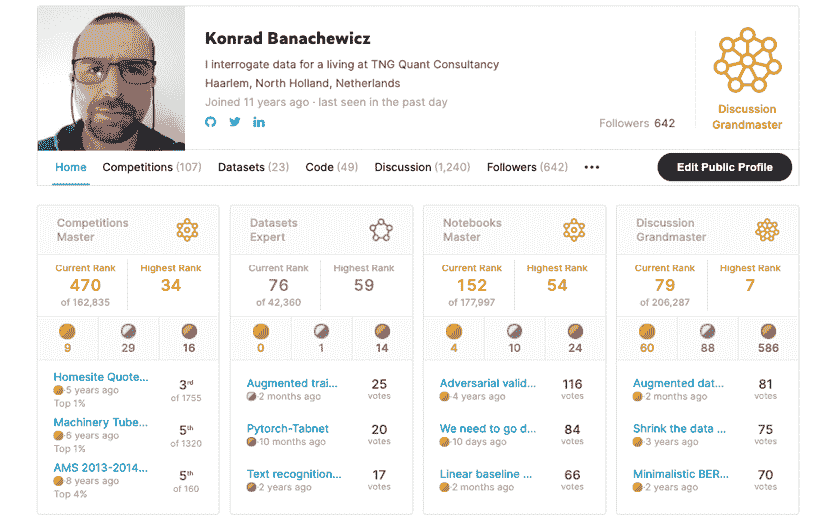 Konrad Banachewicz
I interrogate data for a living at TNG Quant Consultancy
Haarlem, North Holland, Netherlands
Joined 11 years ago · last seen in the past day
Followers 642
Discussion
Grandmaster
Home Competitions (107) Datasets (23) Code (49) Discussion (1,240) Followers (642) ••• Edit Public Profile
Competitions
Master
Current Rank Highest Rank
470 34
of 162,835
9 29 16
Homesite Quote... 3rd
5 years ago of 1755
Top 1%
Machinery Tube... 5th
6 years ago of 1320
Top 1%
AMS 2013-2014... 5th
8 years ago of 160
Top 4%
Datasets
Expert
Current Rank Highest Rank
76 59
of 42,360
0 1 14
Augmented trai... 25
2 months ago votes
Pytorch-Tabnet 20
10 months ago votes
Text recognition... 17
2 years ago votes
Notebooks
Master
Current Rank Highest Rank
152 54
of 177,997
4 10 24
Adversarial valid... 116
4 years ago votes
We need to go d... 84
10 days ago votes
Linear baseline ... 66
2 months ago votes
Discussion
Grandmaster
Current Rank Highest Rank
79 7
of 206,287
60 88 586
Augmented dat... 81
2 months ago votes
Shrink the data ... 75
3 years ago votes
Minimalistic BER... 70
2 years ago votes